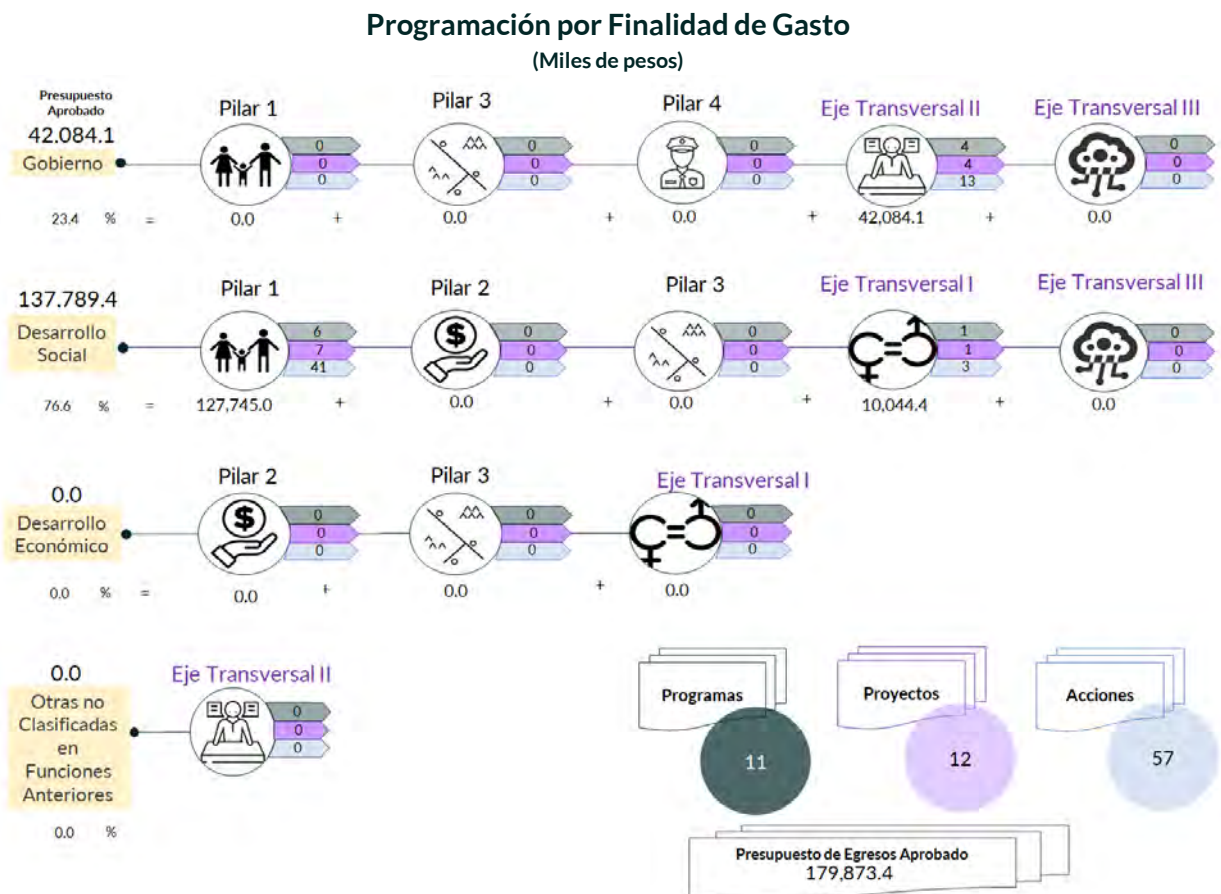 Programación por Finalidad de Gasto
(Miles de pesos)
Presupuesto
Aprobado
42.084.1
Gobierno
Pilar 1
0
0
0
Pilar 3
0
0
0
Pilar 4
0
0
0
Eje Transversal II
4
4
13
Eje Transversal III
0
0
0
23.4 % = 0.0 + 0.0 + 0.0 + 42,084.1 + 0.0
137.789.4
Desarrollo
Social
Pilar 1
6
7
41
Pilar 2
0
0
0
Pilar 3
0
0
0
Eje Transversal I
1
1
3
Eje Transversal III
0
0
0
76.6 % = 127,745.0 + 0.0 + 0.0 + 10,044.4 + 0.0
0.0
Desarrollo
Económico
Pilar 2
0
0
0
Pilar 3
0
0
0
Eje Transversal I
0
0
0
0.0 % = 0.0 + 0.0 + 0.0
0.0
Otras no
Clasificadas
en
Funciones
Anteriores
0.0 %
Eje Transversal II
0
0
0
Programas
11
Proyectos
12
Acciones
57
Presupuesto de Egresos Aprobado
179,873.4